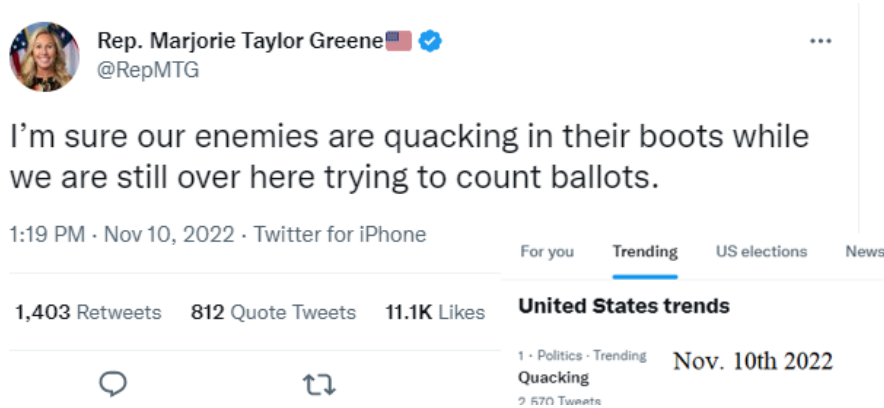 Rep. Marjorie Taylor Greene
@RepMTG
I'm sure our enemies are quacking in their boots while
we are still over here trying to count ballots.
1:19 PM · Nov 10, 2022 · Twitter for iPhone
1,403 Retweets 812 Quote Tweets 11.1K Likes
For you Trending US elections News
United States trends
1 · Politics · Trending
Nov. 10th 2022
Quacking
2,570 Tweets